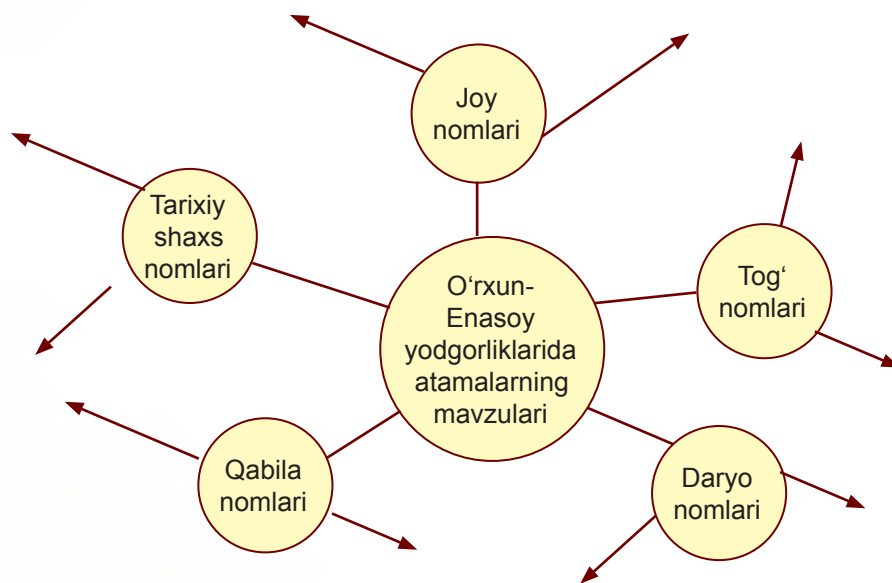 Joy
nomlari
Tarixiy
shaxs
nomlari
Tog‘
nomlari
O‘rxun-
Enasoy
yodgorliklarida
atamalarning
mavzulari
Qabila
nomlari
Daryo
nomlari